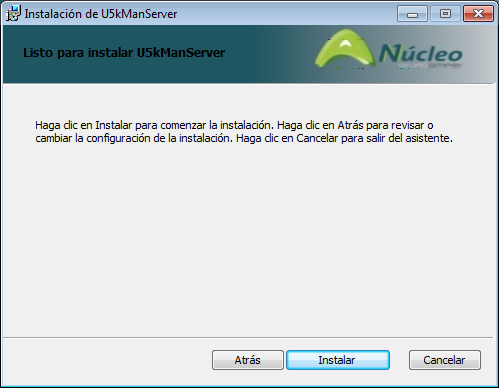 Instalación de U5kManServer
Listo para instalar U5kManServer
Núcleo
Haga clic en Instalar para comenzar la instalación. Haga clic en Atrás para revisar o
cambiar la configuración de la instalación. Haga clic en Cancelar para salir del asistente.
Atrás
Instalar
Cancelar